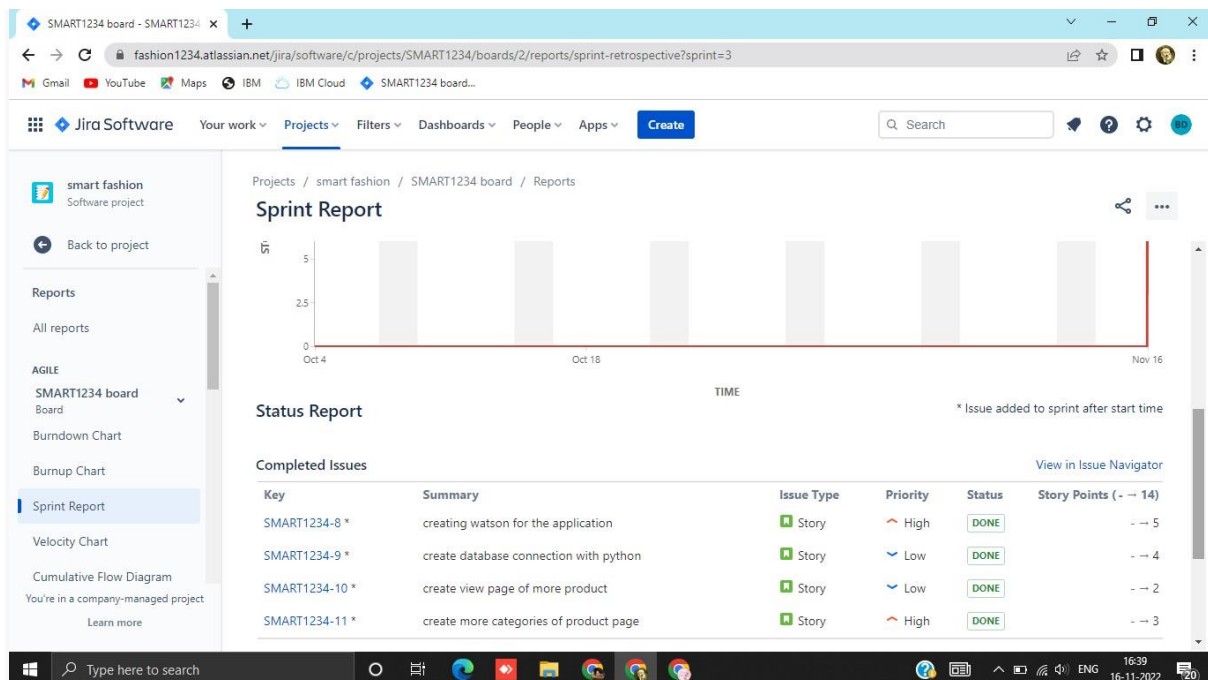 SMART1234 board - SMART1234
fashion1234.atlassian.net/jira/software/c/projects/SMART1234/boards/2/reports/sprint-retrospective?sprint=3
Gmail YouTube Maps IBM IBM Cloud SMART1234 board...
Jira Software Your work Projects Filters Dashboards People Apps Create Search BD
smart fashion
Software project
Back to project
Reports
All reports
AGILE
SMART1234 board
Board
Burndown Chart
Burnup Chart
Sprint Report
Velocity Chart
Cumulative Flow Diagram
You're in a company-managed project
Learn more
Projects / smart fashion / SMART1234 board / Reports
Sprint Report
5
2.5
0
Oct 4 Oct 18 Nov 16
TIME
Status Report * Issue added to sprint after start time
Completed Issues View in Issue Navigator
Key Summary Issue Type Priority Status Story Points (- → 14)
SMART1234-8 * creating watson for the application Story High DONE - → 5
SMART1234-9 * create database connection with python Story Low DONE - → 4
SMART1234-10 * create view page of more product Story Low DONE - → 2
SMART1234-11 * create more categories of product page Story High DONE - → 3
Type here to search ENG 16:39
16-11-2022 20